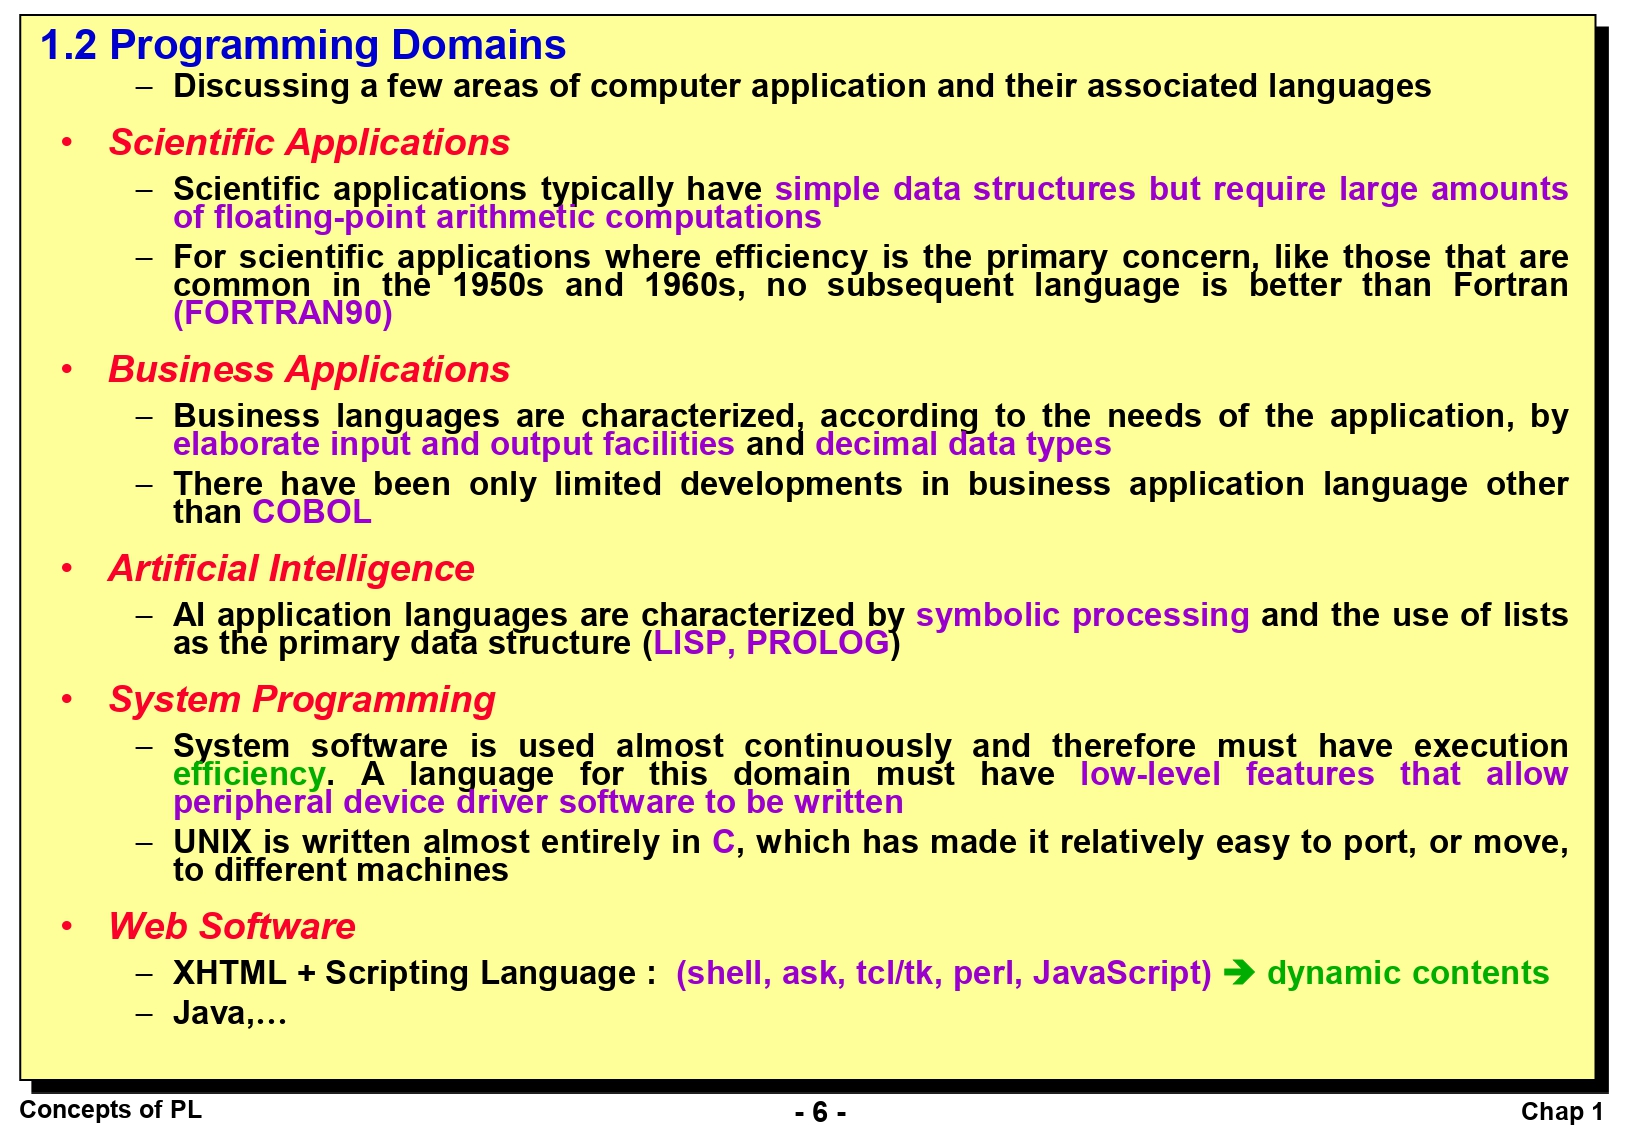 1.2 Programming Domains
– Discussing a few areas of computer application and their associated languages
• Scientific Applications
– Scientific applications typically have simple data structures but require large amounts
of floating-point arithmetic computations
– For scientific applications where efficiency is the primary concern, like those that are
common in the 1950s and 1960s, no subsequent language is better than Fortran
(FORTRAN90)
• Business Applications
– Business languages are characterized, according to the needs of the application, by
elaborate input and output facilities and decimal data types
– There have been only limited developments in business application language other
than COBOL
• Artificial Intelligence
– AI application languages are characterized by symbolic processing and the use of lists
as the primary data structure (LISP, PROLOG)
• System Programming
– System software is used almost continuously and therefore must have execution
efficiency. A language for this domain must have low-level features that allow
peripheral device driver software to be written
– UNIX is written almost entirely in C, which has made it relatively easy to port, or move,
to different machines
• Web Software
– XHTML + Scripting Language : (shell, ask, tcl/tk, perl, JavaScript) ➔ dynamic contents
– Java,…
Concepts of PL
- 6 -
Chap 1